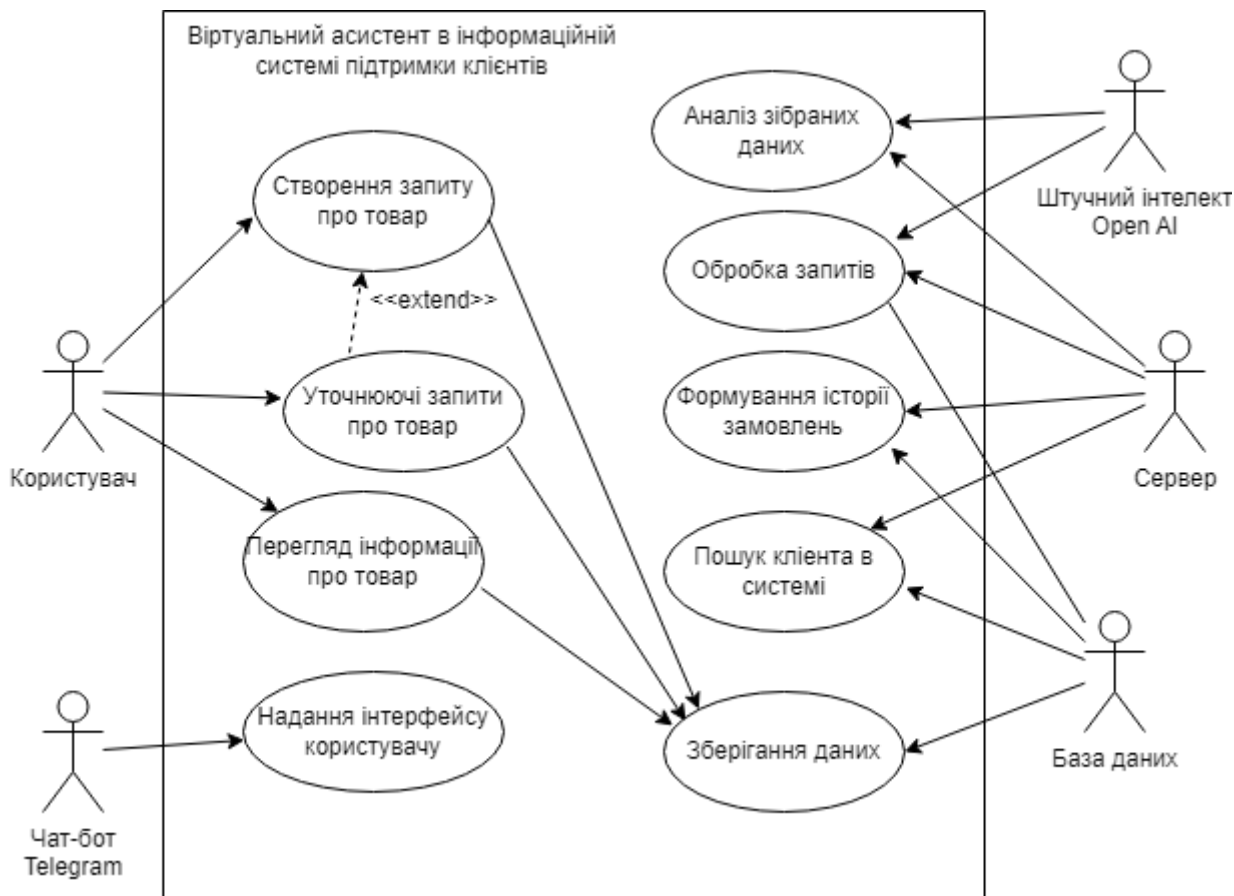 Віртуальний асистент в інформаційній
системі підтримки клієнтів
Аналіз зібраних
даних
Штучний інтелект
Open AI
Створення запиту
про товар
Обробка запитів
<<extend>>
Користувач
Уточнюючі запити
про товар
Формування історії
замовлень
Сервер
Перегляд інформації
про товар
Пошук клієнта в
системі
Надання інтерфейсу
користувачу
Зберігання даних
База даних
Чат-бот
Telegram